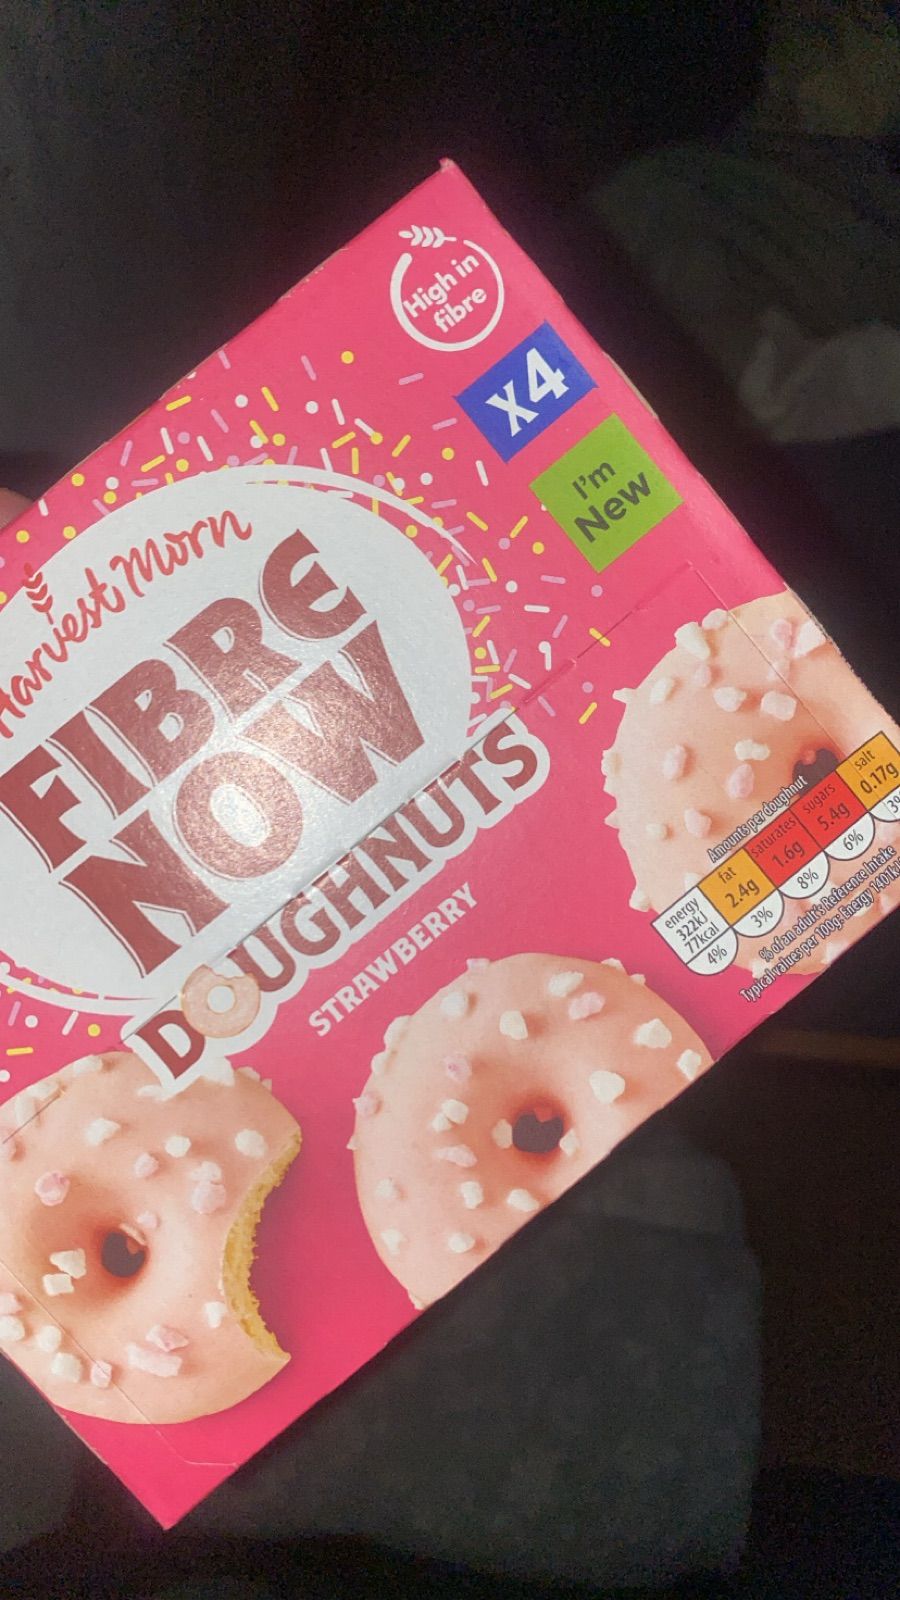 High in
fibre
X4
I'm
New
Harvest Morn
FIBRE
NOW
DOUGHNUTS
STRAWBERRY
Amounts per doughnut
energy
322kJ
77kcal
4%
fat
2.4g
3%
saturates
1.6g
8%
sugars
5.4g
6%
salt
0.17g
% of an adult's Reference Intake
Typical values per 100g: Energy